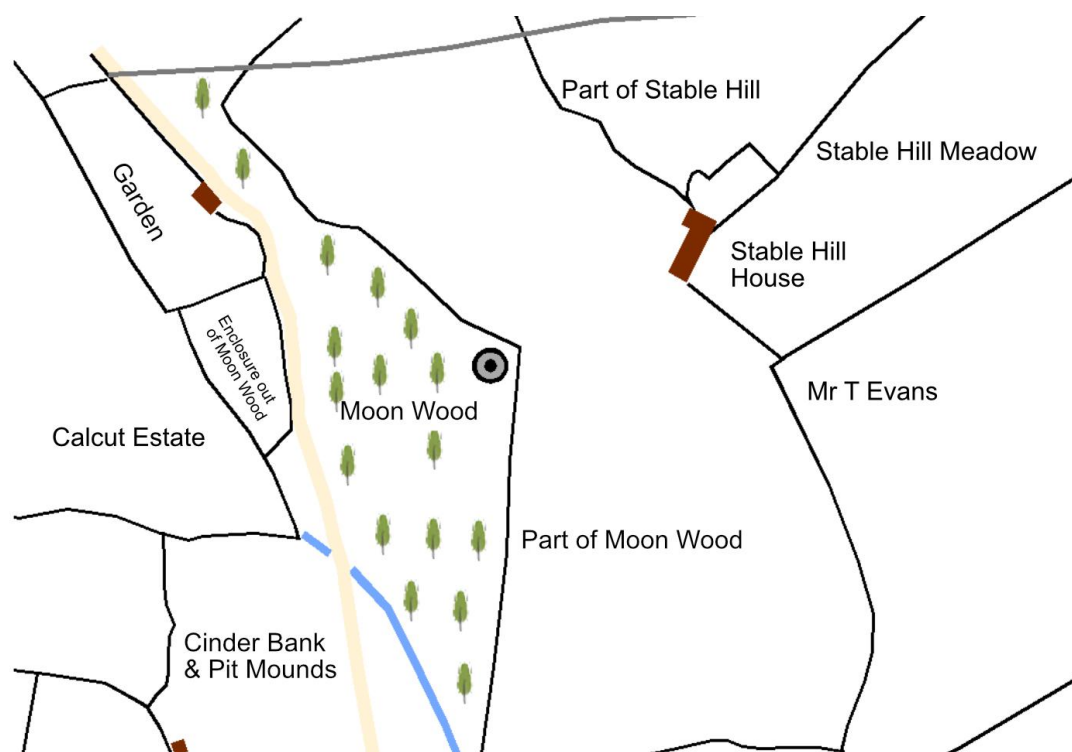 Part of Stable Hill
Stable Hill Meadow
Garden
Stable Hill
House
Enclosure out
of Moon Wood
Mr T Evans
Moon Wood
Calcut Estate
Part of Moon Wood
Cinder Bank
& Pit Mounds